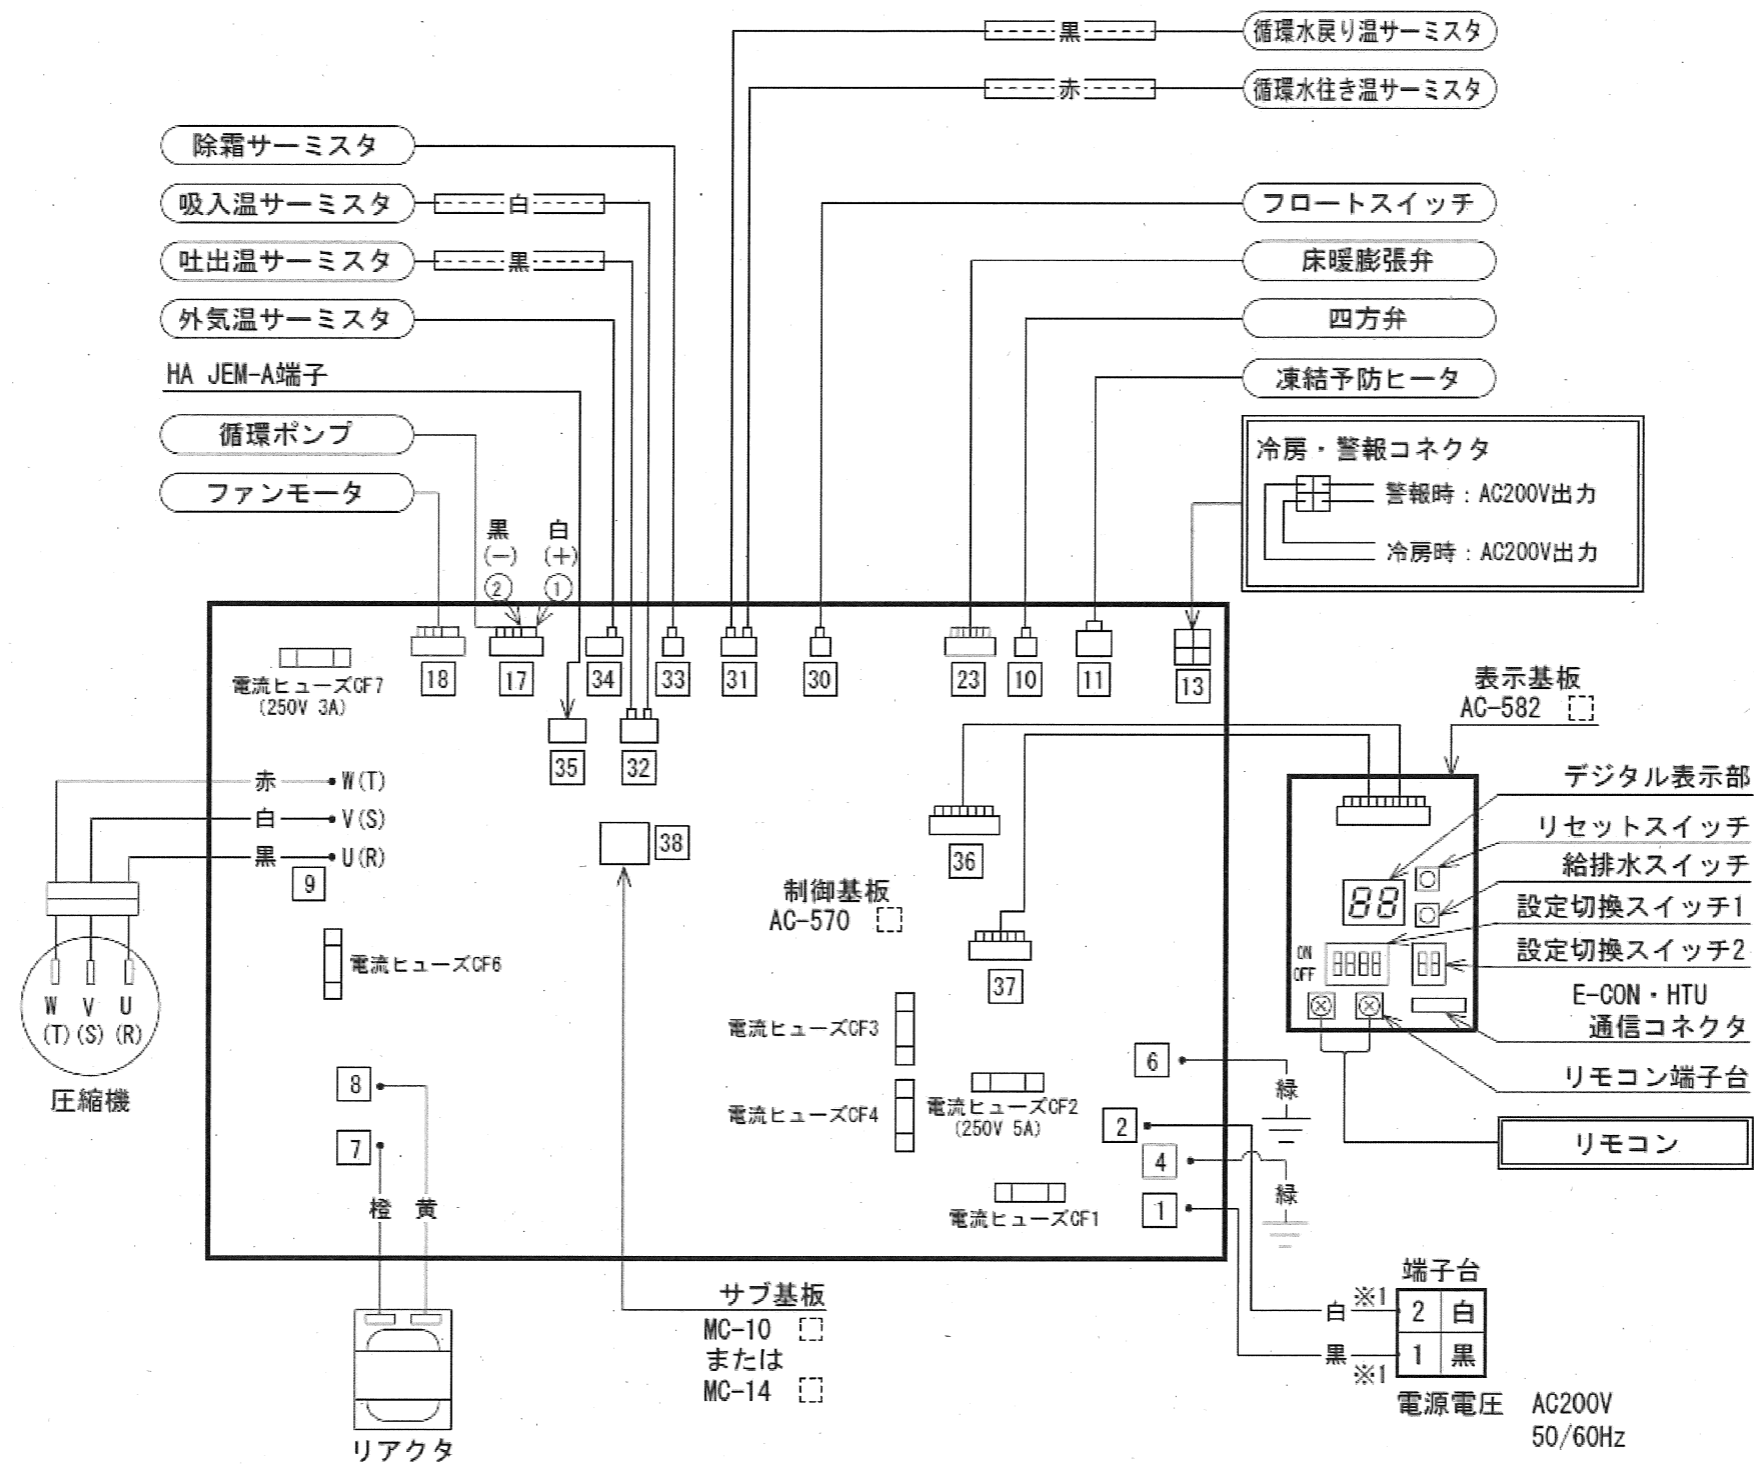 黒
循環水戻り温サーミスタ
赤
循環水往き温サーミスタ
除霜サーミスタ
吸入温サーミスタ
白
フロートスイッチ
吐出温サーミスタ
黒
床暖膨張弁
外気温サーミスタ
四方弁
HA JEM-A端子
凍結予防ヒータ
循環ポンプ
ファンモータ
冷房・警報コネクタ
警報時：AC200V出力
冷房時：AC200V出力
黒
(−)
②
白
(+)
①
電流ヒューズCF7
(250V 3A)
18
17
34
33
31
30
23
10
11
13
35
32
表示基板
AC-582
デジタル表示部
リセットスイッチ
給排水スイッチ
設定切換スイッチ1
設定切換スイッチ2
E-CON・HTU
通信コネクタ
リモコン端子台
リモコン
88
ON
OFF
赤
W(T)
白
V(S)
黒
U(R)
9
38
36
制御基板
AC-570
37
電流ヒューズCF6
W
V
U
(T)
(S)
(R)
圧縮機
電流ヒューズCF3
電流ヒューズCF4
電流ヒューズCF2
(250V 5A)
電流ヒューズCF1
6
緑
2
4
緑
1
8
7
橙
黄
リアクタ
サブ基板
MC-10
または
MC-14
端子台
白
※1
2
白
黒
※1
1
黒
電源電圧
AC200V
50/60Hz